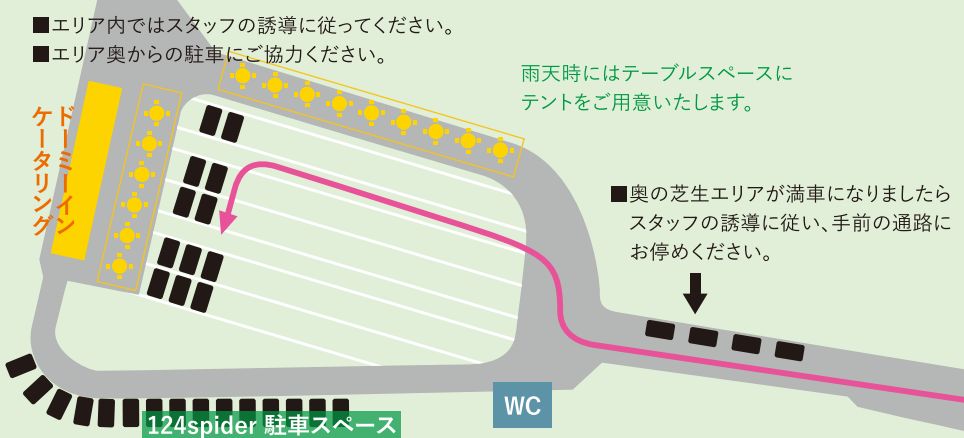 ■エリア内ではスタッフの誘導に従ってください。
■エリア奥からの駐車にご協力ください。
雨天時にはテーブルスペースに
テントをご用意いたします。
ドーミーイン
ケータリング
■奥の芝生エリアが満車になりましたら
スタッフの誘導に従い、手前の通路に
お停めください。
WC
124spider 駐車スペース